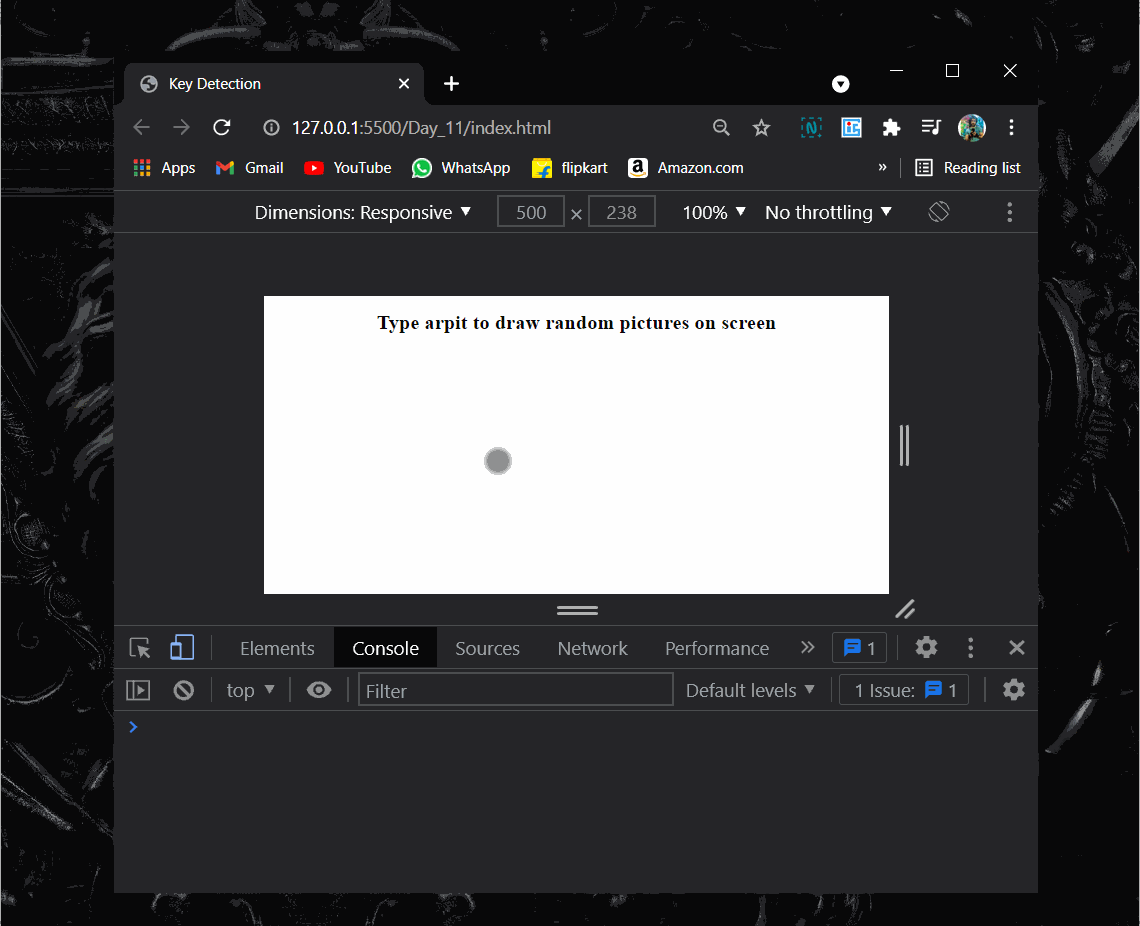 Key Detection
127.0.0.1:5500/Day_11/index.html
Apps Gmail YouTube WhatsApp flipkart a Amazon.com » Reading list
Dimensions: Responsive ▼ 500 × 238 100% ▼ No throttling ▼
Type arpit to draw random pictures on screen
Elements Console Sources Network Performance » 1
top ▼ Filter Default levels ▼ 1 Issue: 1